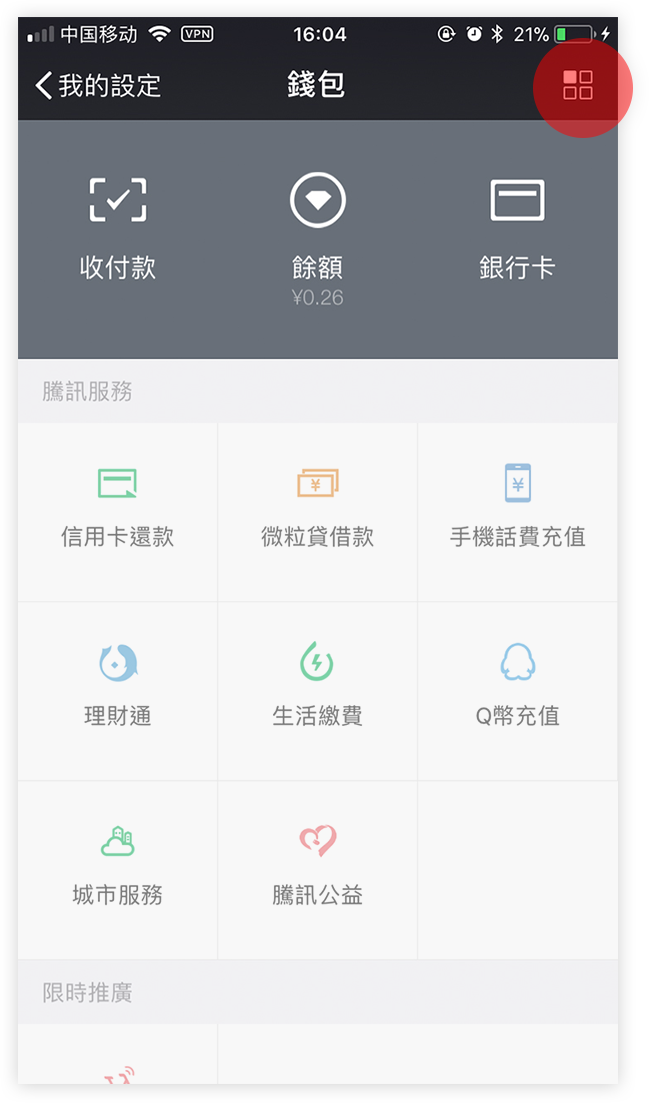 中国移动 VPN 16:04 21%
我的設定 錢包
收付款 餘額 銀行卡
¥0.26
騰訊服務
信用卡還款 微粒貸借款 手機話費充值
理財通 生活繳費 Q幣充值
城市服務 騰訊公益
限時推廣